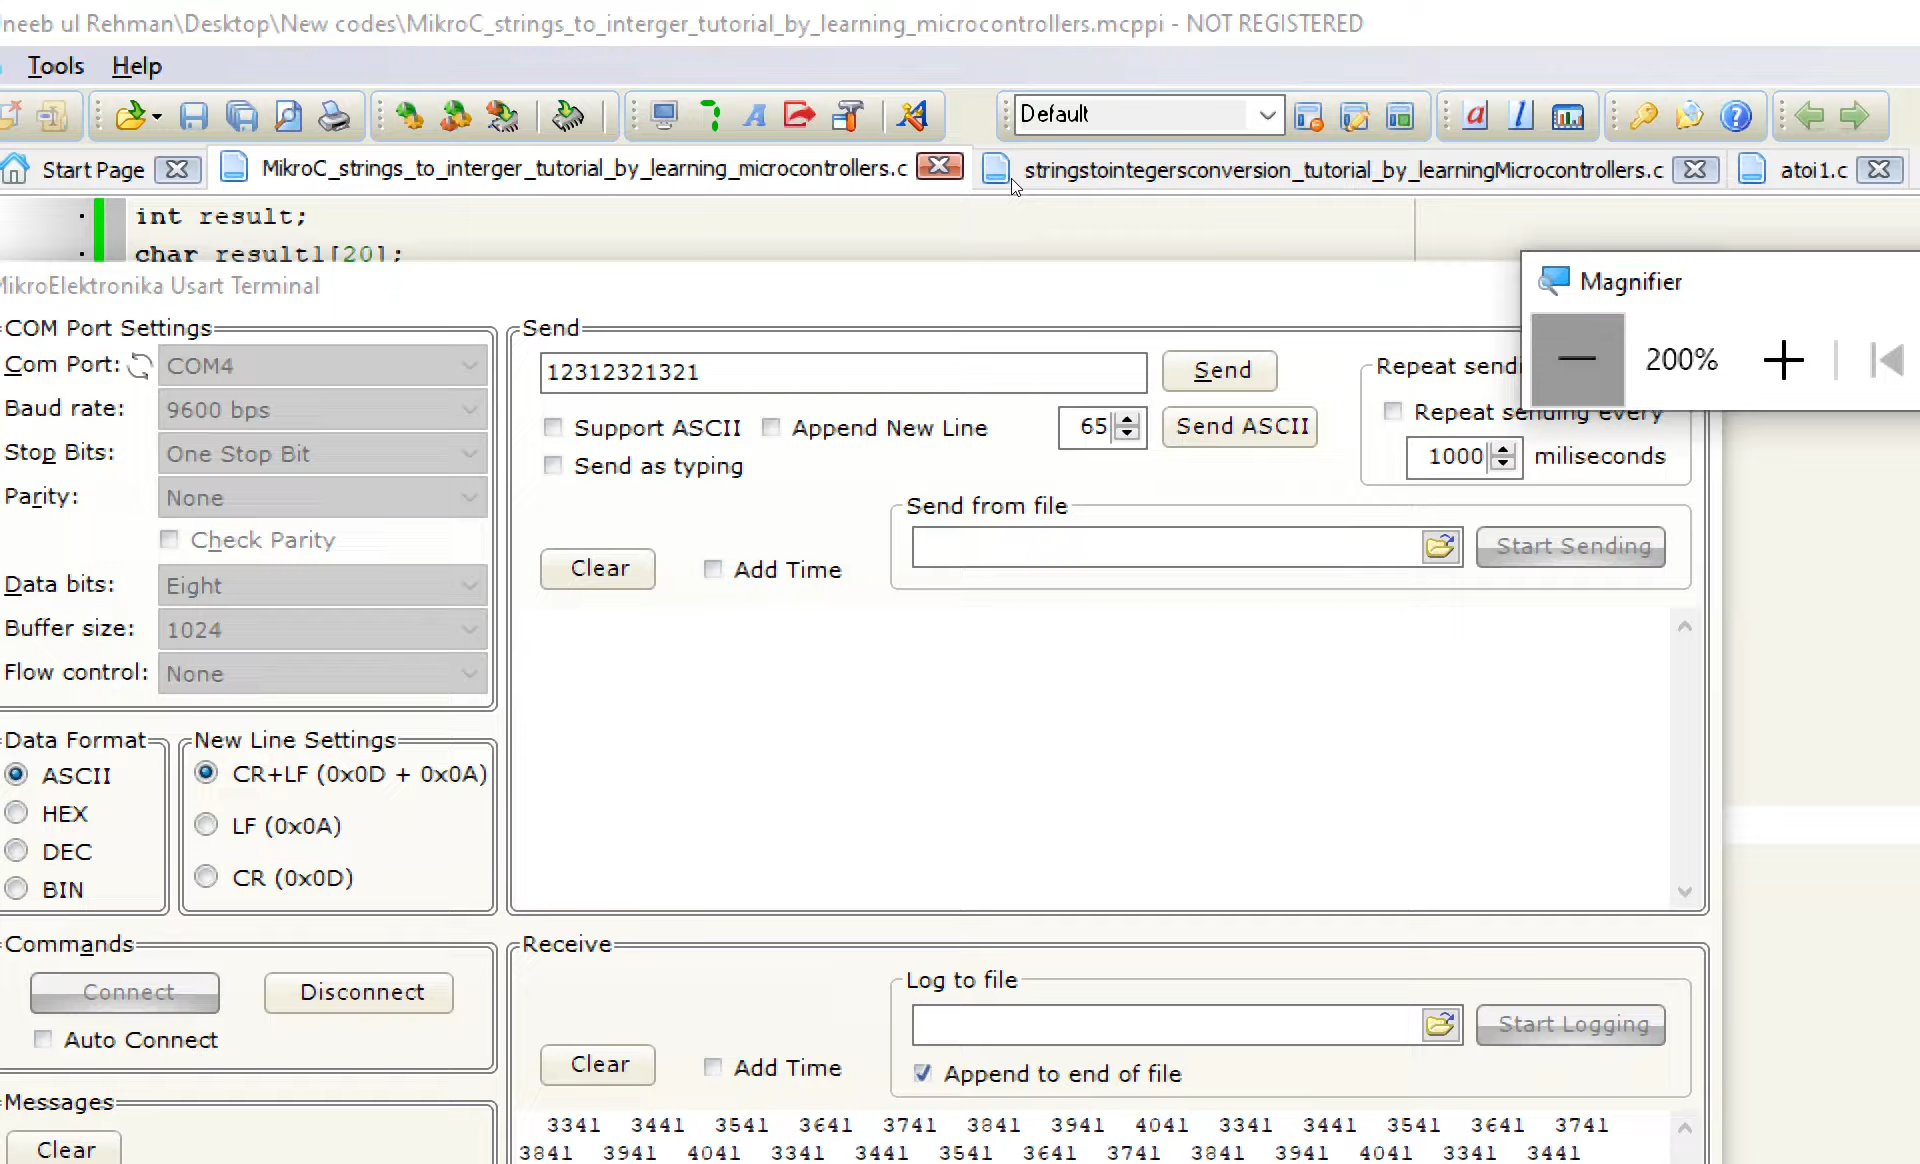 neeb ul Rehman\Desktop\New codes\MikroC_strings_to_interger_tutorial_by_learning_microcontrollers.mcppi - NOT REGISTERED
Tools Help
Default
Start Page MikroC_strings_to_interger_tutorial_by_learning_microcontrollers.c stringstointegersconversion_tutorial_by_learningMicrocontrollers.c atoi1.c
int result;
char result1[20];
MikroElektronika Usart Terminal
Magnifier
200%
COM Port Settings
Com Port: COM4
Baud rate: 9600 bps
Stop Bits: One Stop Bit
Parity: None
Check Parity
Data bits: Eight
Buffer size: 1024
Flow control: None
Send
12312321321 Send
Support ASCII Append New Line 65 Send ASCII
Send as typing
Repeat sendi
Repeat sending every
1000 miliseconds
Send from file
Start Sending
Clear Add Time
Data Format
ASCII
HEX
DEC
BIN
New Line Settings
CR+LF (0x0D + 0x0A)
LF (0x0A)
CR (0x0D)
Commands
Connect Disconnect
Auto Connect
Receive
Log to file
Start Logging
Clear Add Time
Append to end of file
Messages
Clear
3341 3441 3541 3641 3741 3841 3941 4041 3341 3441 3541 3641 3741
3841 3941 4041 3341 3441 3541 3641 3741 3841 3941 4041 3341 3441